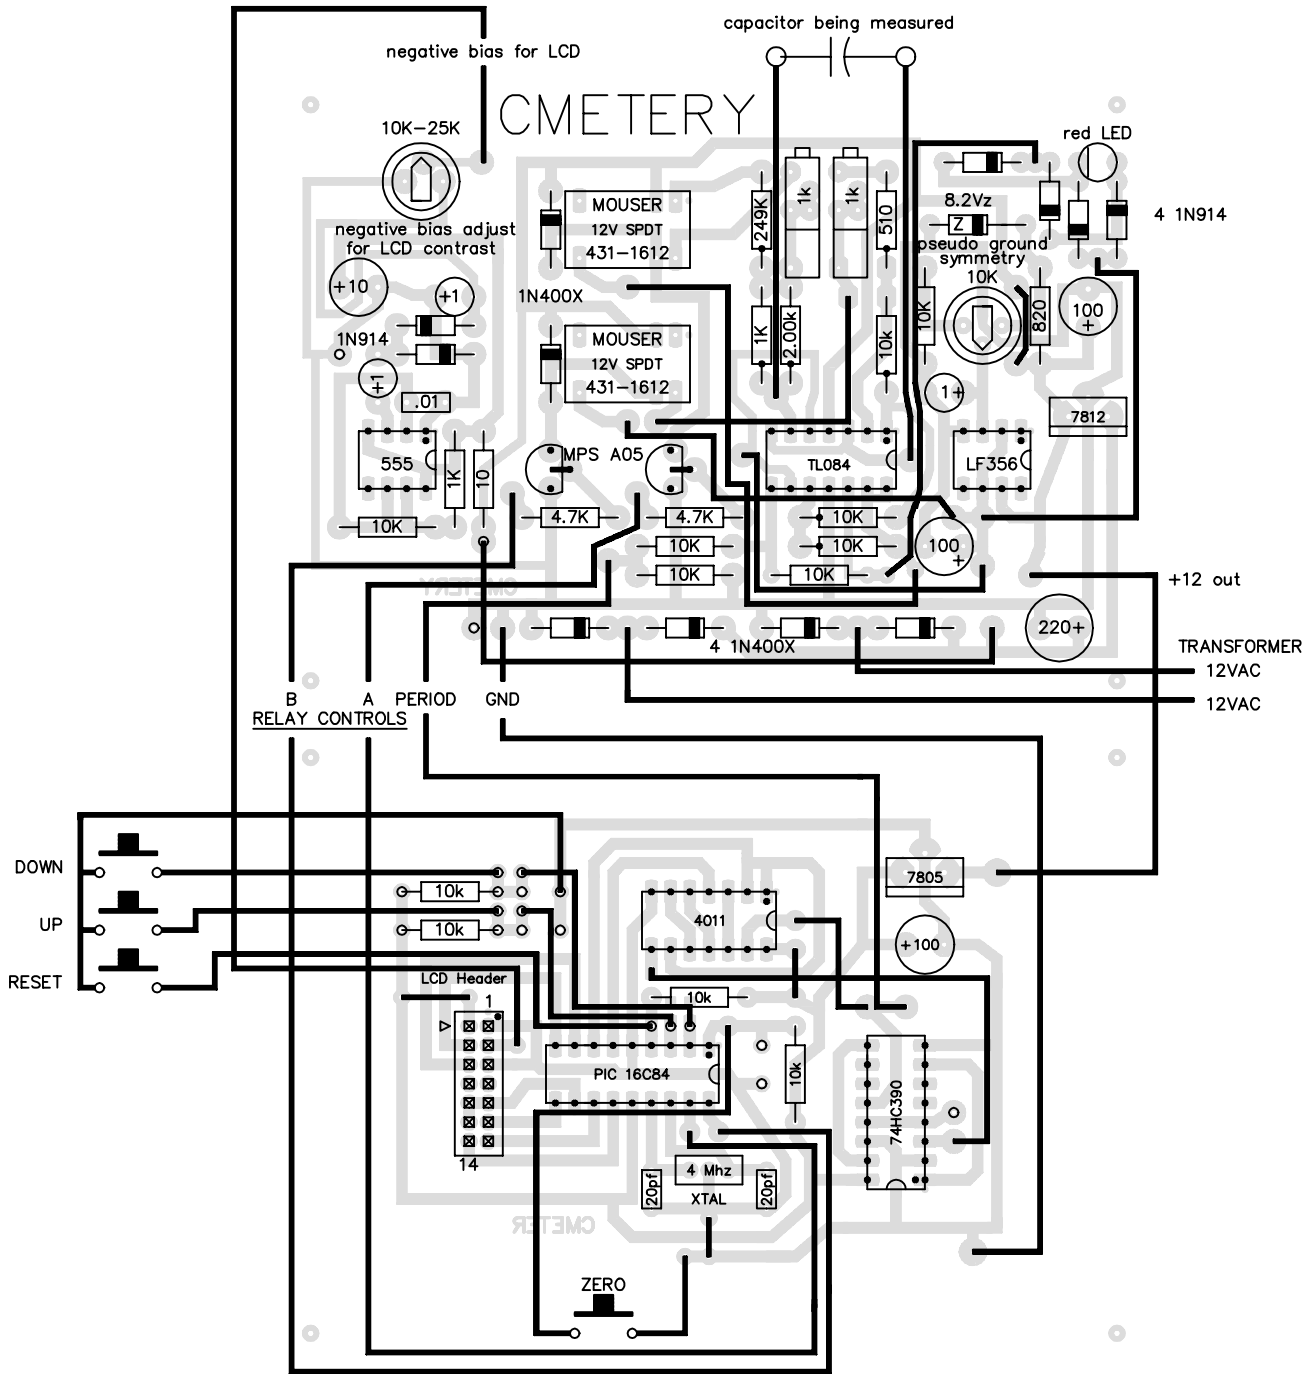 capacitor being measured
negative bias for LCD
CMETERY
10K-25K
red LED
MOUSER
12V SPDT
431-1612
249K
1k
1k
510
8.2Vz
Z
4 1N914
negative bias adjust
for LCD contrast
pseudo ground
symmetry
10K
+10
+1
1N400X
1N914
10K
820
100
+
1K
2.00k
10k
MOUSER
12V SPDT
431-1612
+1
.01
1+
7812
555
1K
10
MPS A05
TL084
LF356
10K
4.7K
4.7K
10K
10K
10K
100
+
10K
10K
CMETERY
+12 out
220+
4 1N400X
TRANSFORMER
12VAC
12VAC
B
A
PERIOD
GND
RELAY CONTROLS
DOWN
7805
10k
4011
UP
10k
+100
RESET
LCD Header
10k
1
PIC 16C84
10k
74HC390
14
4 Mhz
20pf
20pf
XTAL
CMETER
ZERO